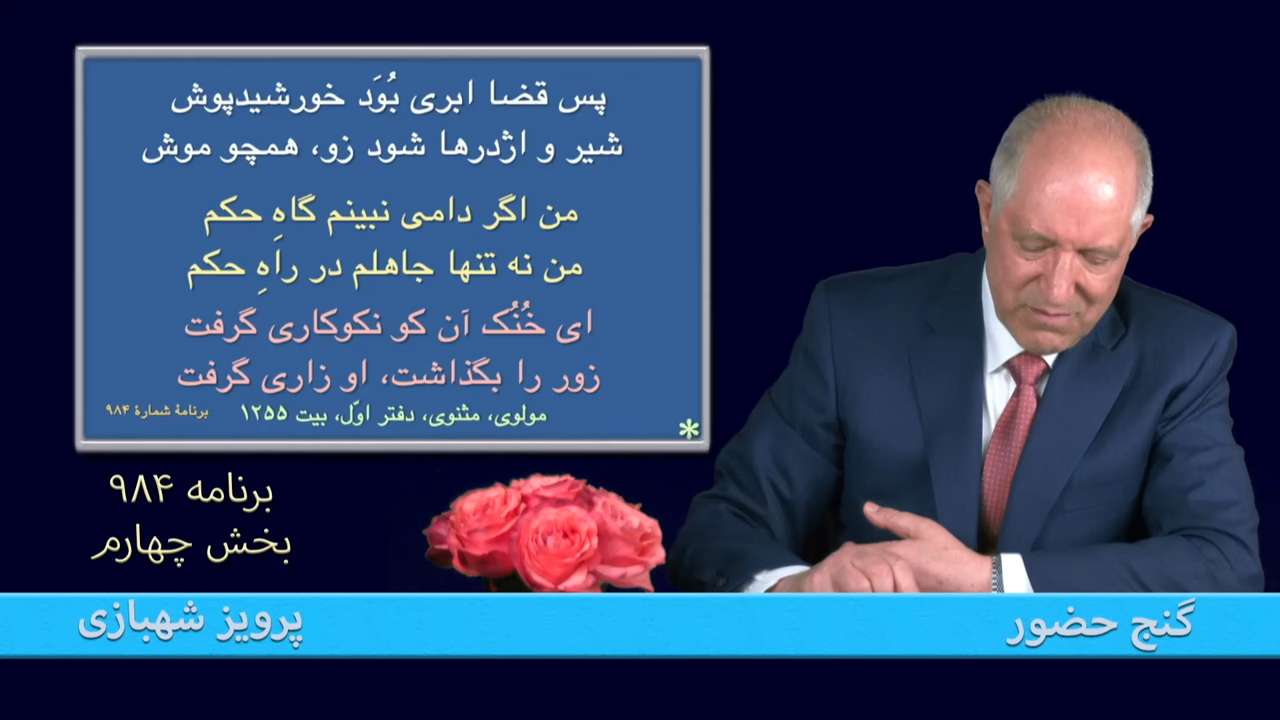 پس قضا ابری بُوَد خورشیدپوش
شیر و اژدرها شود زو، همچو موش
من اگر دامی نبینم گاهِ حکم
من نه تنها جاهلم در راهِ حکم
ای خُنُک آن کو نکوکاری گرفت
زور را بگذاشت، او زاری گرفت
مولوی، مثنوی، دفتر اوّل، بیت ۱۲۵۵
برنامهٔ شمارهٔ ۹۸۴
*
برنامه ۹۸۴
بخش چهارم
گنج حضور
پرویز شهبازی